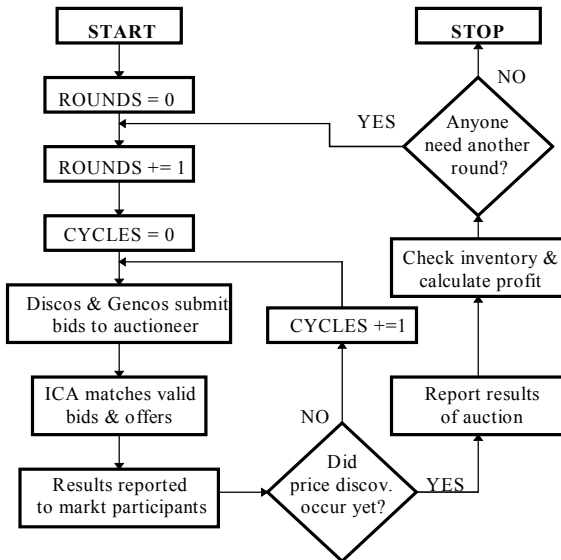 START
ROUNDS = 0
ROUNDS += 1
CYCLES = 0
Discos & Gencos submit
bids to auctioneer
ICA matches valid
bids & offers
Results reported
to markt participants
Did
price discov.
occur yet?
NO
CYCLES +=1
YES
Report results
of auction
Check inventory &
calculate profit
Anyone
need another
round?
YES
NO
STOP